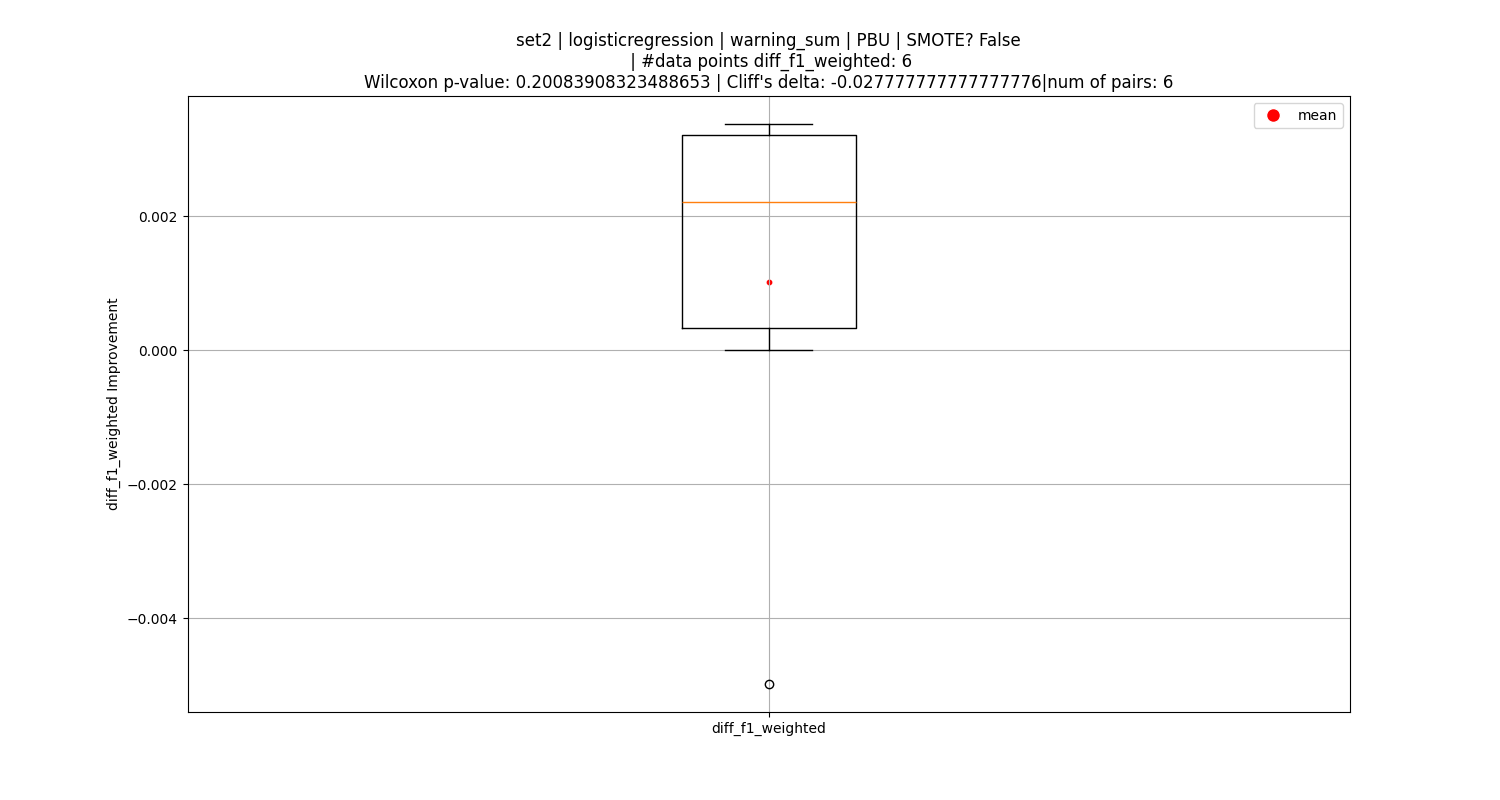 set2 | logisticregression | warning_sum | PBU | SMOTE? False
| #data points diff_f1_weighted: 6
Wilcoxon p-value: 0.20083908323488653 | Cliff's delta: -0.027777777777777776|num of pairs: 6
mean
0.002
0.000
−0.002
−0.004
diff_f1_weighted Improvement
diff_f1_weighted